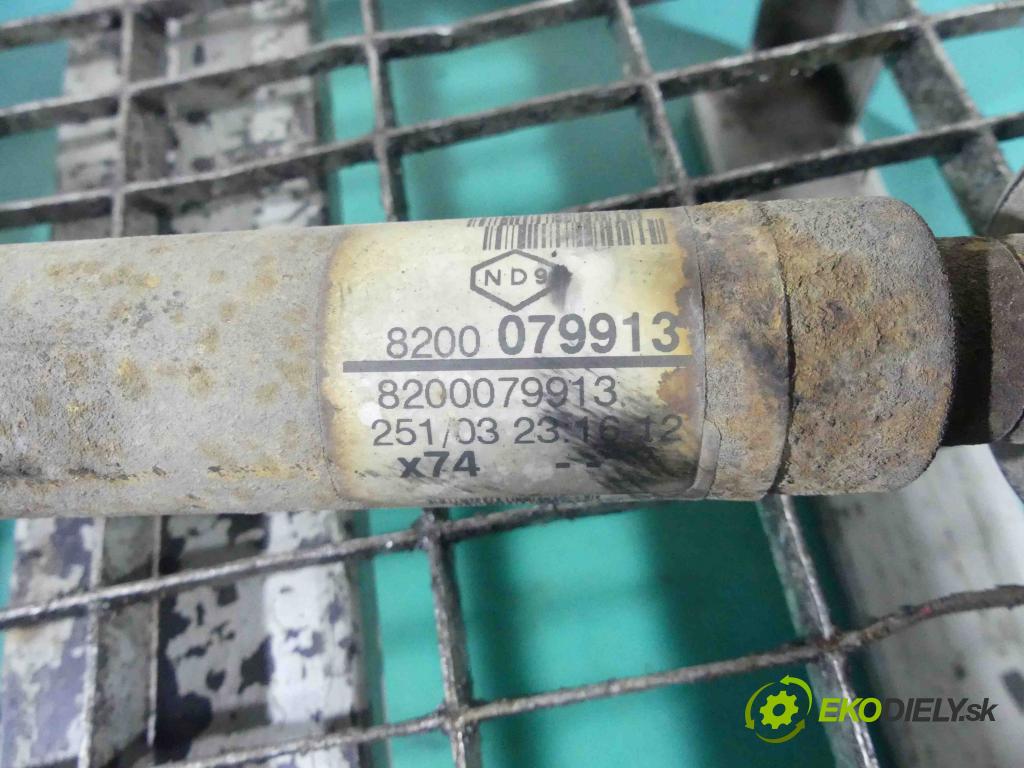 ND9
8200 079913
8200079913
251/03 23:16:12
x74 --
EKODIELY.sk